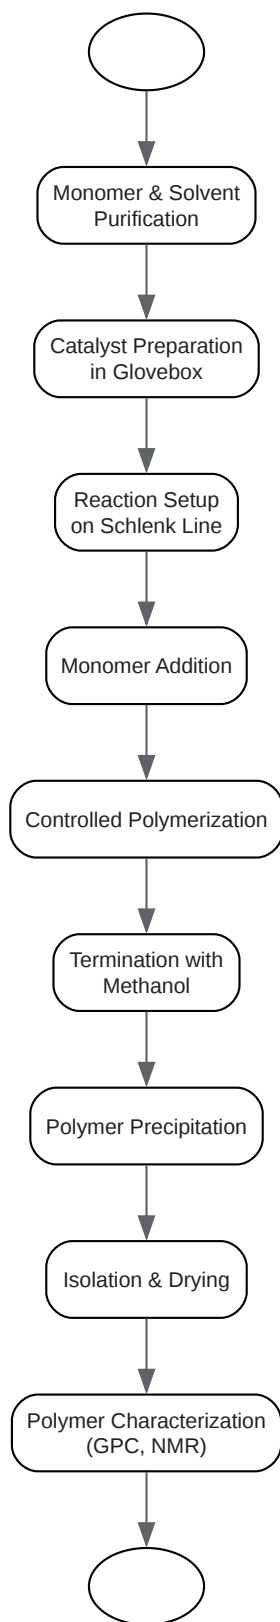 Monomer & Solvent
Purification
Catalyst Preparation
in Glovebox
Reaction Setup
on Schlenk Line
Monomer Addition
Controlled Polymerization
Termination with
Methanol
Polymer Precipitation
Isolation & Drying
Polymer Characterization
(GPC, NMR)